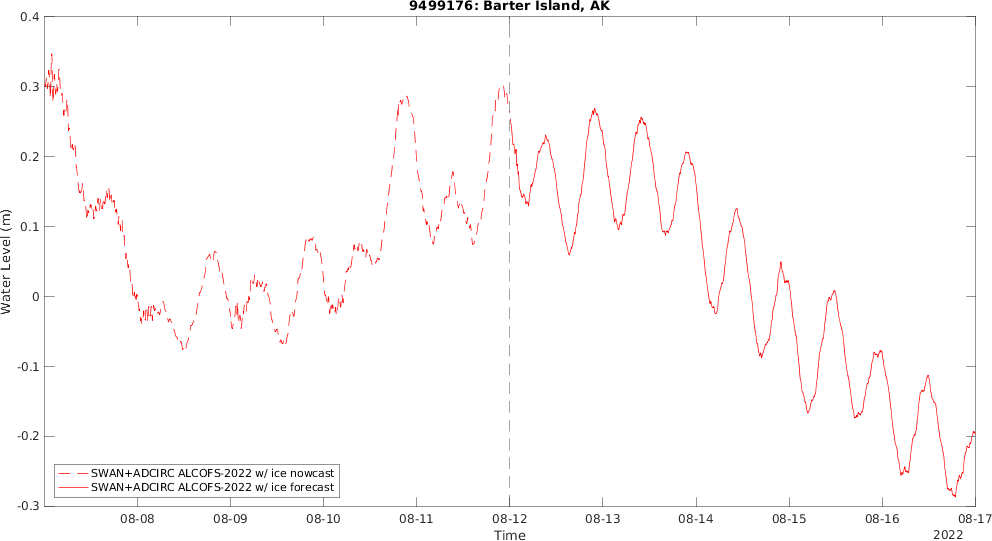 9499176: Barter Island, AK
Water Level (m)
0.4
0.3
0.2
0.1
0
-0.1
-0.2
-0.3
SWAN+ADCIRC ALCOFS-2022 w/ ice nowcast
SWAN+ADCIRC ALCOFS-2022 w/ ice forecast
08-08 08-09 08-10 08-11 08-12 08-13 08-14 08-15 08-16 08-17
Time
2022